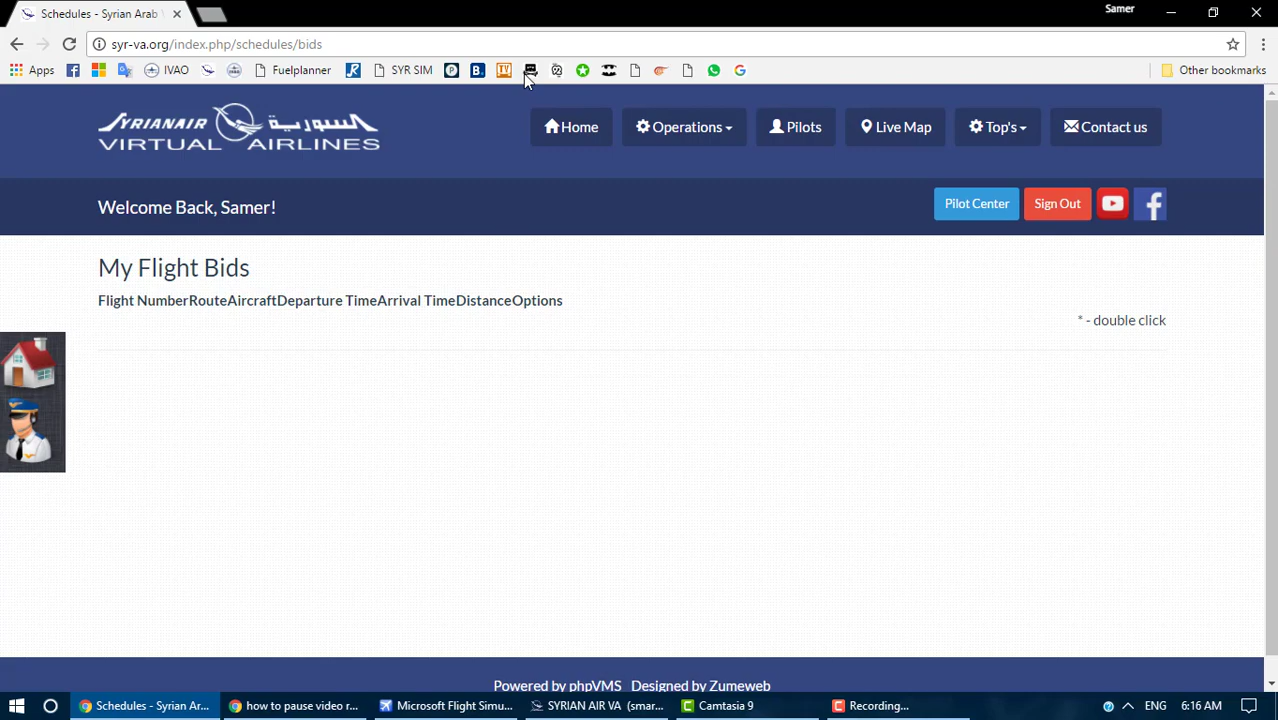 Schedules - Syrian Arab
Samer
syr-va.org/index.php/schedules/bids
Apps
IVAO
Fuelplanner
SYR SIM
Other bookmarks
SYRIANAIR السورية
VIRTUAL AIRLINES
Home
Operations
Pilots
Live Map
Top's
Contact us
Welcome Back, Samer!
Pilot Center
Sign Out
My Flight Bids
Flight NumberRouteAircraftDeparture TimeArrival TimeDistanceOptions
* - double click
Powered by phpVMS Designed by Zumeweb
Schedules - Syrian Ar...
how to pause video r...
Microsoft Flight Simu...
SYRIAN AIR VA (smar...
Camtasia 9
Recording...
ENG
6:16 AM